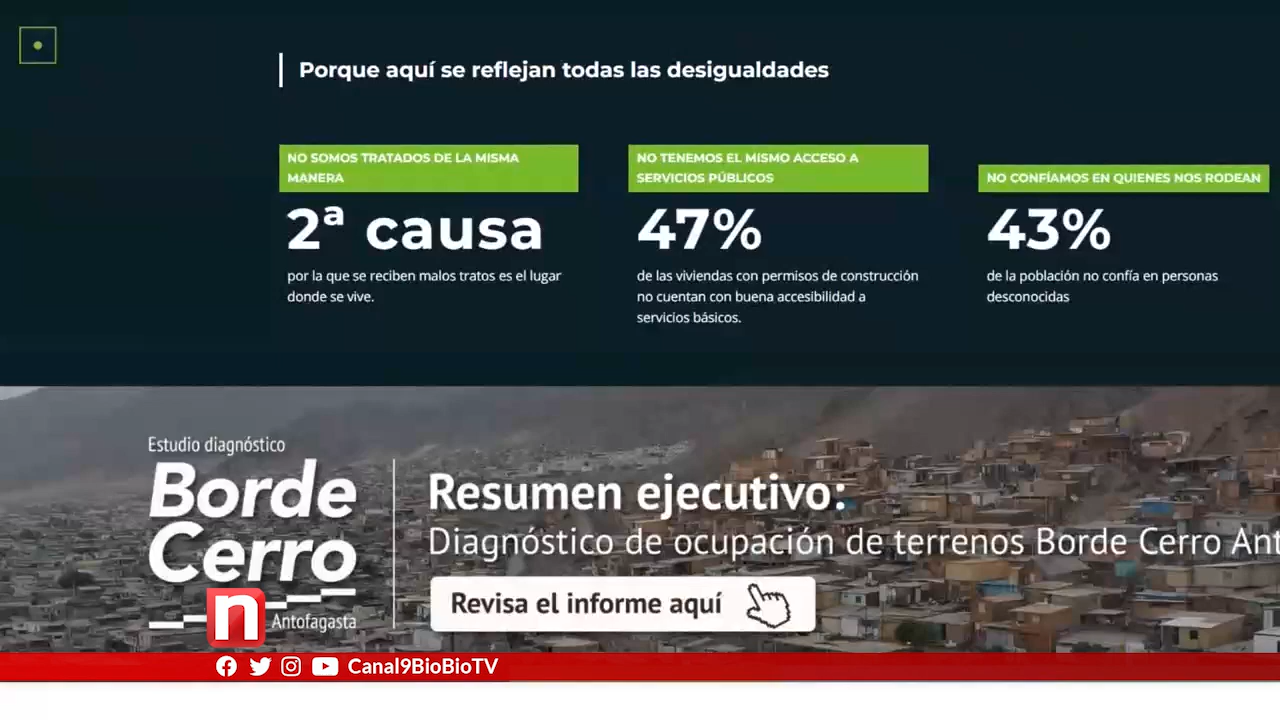 Porque aquí se reflejan todas las desigualdades
NO SOMOS TRATADOS DE LA MISMA
MANERA
2ª causa
por la que se reciben malos tratos es el lugar
donde se vive.
NO TENEMOS EL MISMO ACCESO A
SERVICIOS PÚBLICOS
47%
de las viviendas con permisos de construcción
no cuentan con buena accesibilidad a
servicios básicos.
NO CONFÍAMOS EN QUIENES NOS RODEAN
43%
de la población no confía en personas
desconocidas
Estudio diagnóstico
Borde
Cerro
Antofagasta
Resumen ejecutivo:
Diagnóstico de ocupación de terrenos Borde Cerro Ant
Revisa el informe aquí
n
Canal9BioBioTV